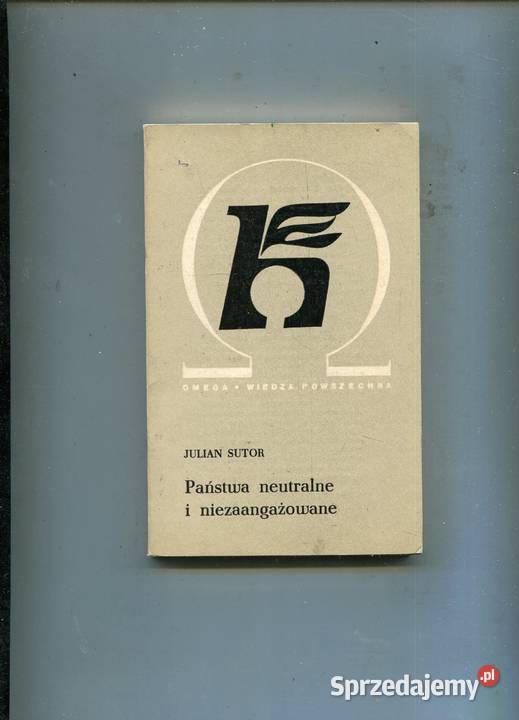 OMEGA • WIEDZA POWSZECHNA
JULIAN SUTOR
Państwa neutralne
i niezaangażowane
Sprzedajemy.pl